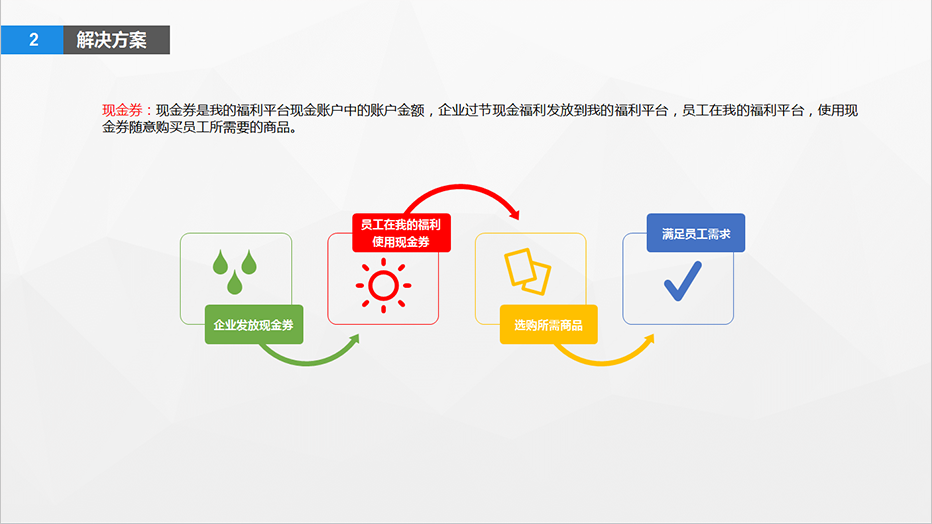 2 解决方案
现金券：现金券是我的福利平台现金账户中的账户金额，企业过节现金福利发放到我的福利平台，员工在我的福利平台，使用现
金券随意购买员工所需要的商品。
员工在我的福利
使用现金券
满足员工需求
企业发放现金券
选购所需商品